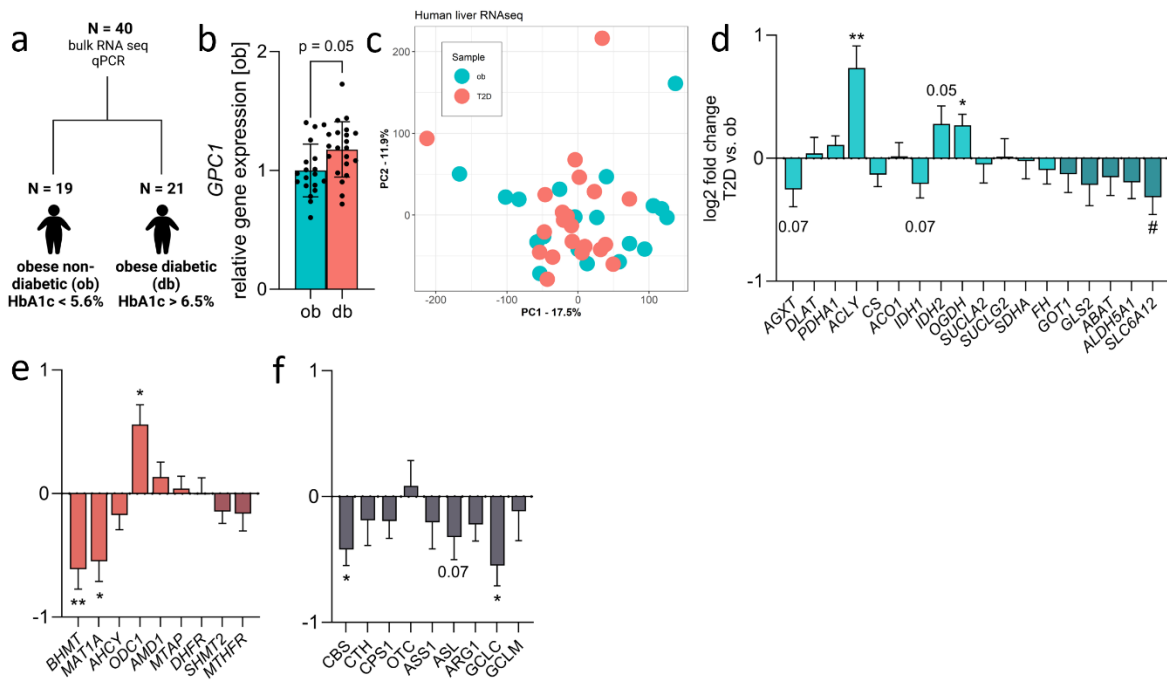 a
N = 40
bulk RNA seq
qPCR
N = 19
N = 21
obese non-
diabetic (ob)
HbA1c < 5.6%
obese diabetic
(db)
HbA1c > 6.5%
b
p = 0.05
GPC1
relative gene expression [ob]
2
1
0
ob
db
c
Human liver RNAseq
Sample
ob
T2D
PC2 - 11.9%
200
100
0
-200
-100
0
100
PC1 - 17.5%
d
log2 fold change
T2D vs. ob
1
0
-1
0.07
**
0.07
0.05
*
#
AGXT
DLAT
PDHA1
ACLY
CS
ACO1
IDH1
IDH2
OGDH
SUCLA2
SUCLG2
SDHA
FH
GOT1
GLS2
ABAT
ALDH5A1
SLC6A12
e
1
0
-1
**
*
*
BHMT
MAT1A
AHCY
ODC1
AMD1
MTAP
DHFR
SHMT2
MTHFR
f
1
0
-1
*
0.07
*
CBS
CTH
CPS1
OTC
ASS1
ASL
ARG1
GCLC
GCLM